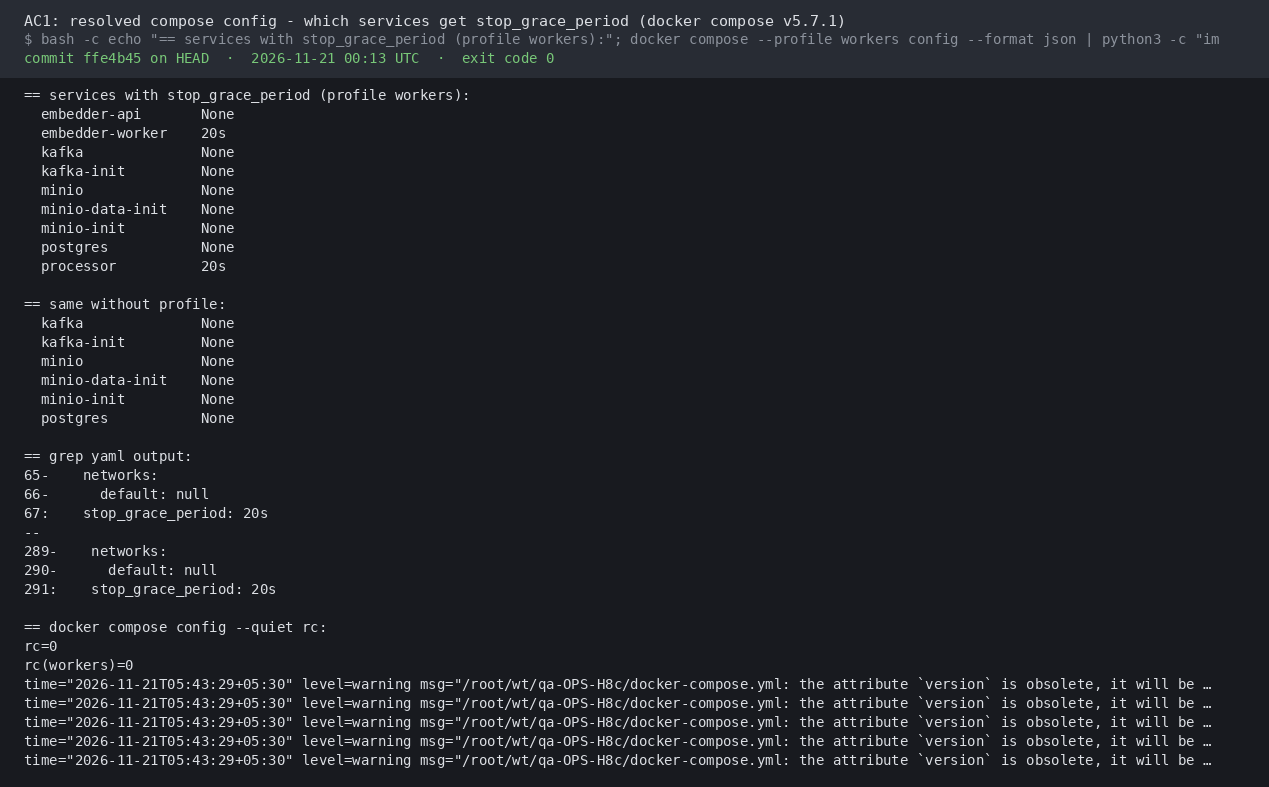 AC1: resolved compose config - which services get stop_grace_period (docker compose v5.7.1)
$ bash -c echo "== services with stop_grace_period (profile workers):"; docker compose --profile workers config --format json | python3 -c "im
commit ffe4b45 on HEAD · 2026-11-21 00:13 UTC · exit code 0
== services with stop_grace_period (profile workers):
  embedder-api       None
  embedder-worker    20s
  kafka              None
  kafka-init         None
  minio              None
  minio-data-init    None
  minio-init         None
  postgres           None
  processor          20s
== same without profile:
  kafka              None
  kafka-init         None
  minio              None
  minio-data-init    None
  minio-init         None
  postgres           None
== grep yaml output:
65-    networks:
66-      default: null
67:    stop_grace_period: 20s
--
289-    networks:
290-      default: null
291:    stop_grace_period: 20s
== docker compose config --quiet rc:
rc=0
rc(workers)=0
time="2026-11-21T05:43:29+05:30" level=warning msg="/root/wt/qa-OPS-H8c/docker-compose.yml: the attribute `version` is obsolete, it will be …
time="2026-11-21T05:43:29+05:30" level=warning msg="/root/wt/qa-OPS-H8c/docker-compose.yml: the attribute `version` is obsolete, it will be …
time="2026-11-21T05:43:29+05:30" level=warning msg="/root/wt/qa-OPS-H8c/docker-compose.yml: the attribute `version` is obsolete, it will be …
time="2026-11-21T05:43:29+05:30" level=warning msg="/root/wt/qa-OPS-H8c/docker-compose.yml: the attribute `version` is obsolete, it will be …
time="2026-11-21T05:43:29+05:30" level=warning msg="/root/wt/qa-OPS-H8c/docker-compose.yml: the attribute `version` is obsolete, it will be …